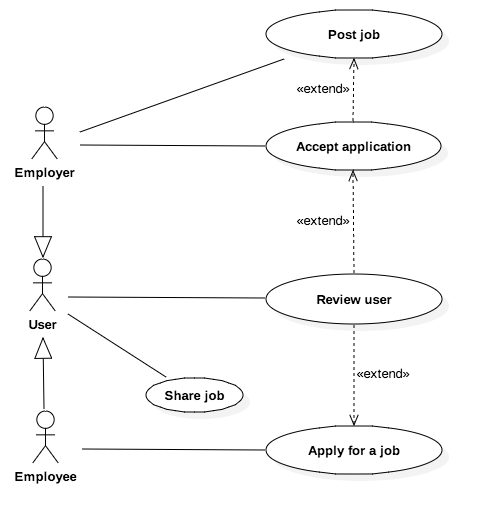 Post job
«extend»
Accept application
Employer
«extend»
Review user
User
«extend»
Share job
Apply for a job
Employee